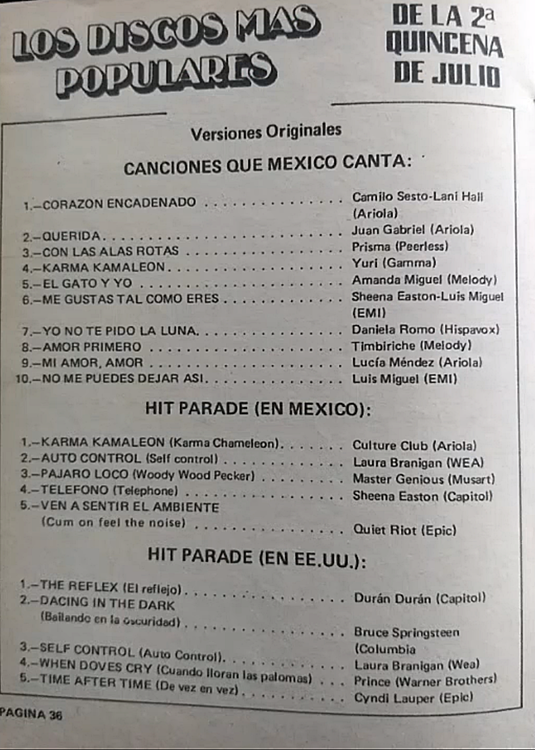 LOS DISCOS MAS
POPULARES
DE LA 2ª
QUINCENA
DE JULIO
Versiones Originales
CANCIONES QUE MEXICO CANTA:
1.—CORAZON ENCADENADO . . . . . . . . . . . . . . . Camilo Sesto-Lani Hall
(Ariola)
2.—QUERIDA. . . . . . . . . . . . . . . . . . . . . . . . . . Juan Gabriel (Ariola)
3.—CON LAS ALAS ROTAS . . . . . . . . . . . . . . . . . Prisma (Peerless)
4.—KARMA KAMALEON. . . . . . . . . . . . . . . . . . . Yuri (Gamma)
5.—EL GATO Y YO . . . . . . . . . . . . . . . . . . . . . . Amanda Miguel (Melody)
6.—ME GUSTAS TAL COMO ERES . . . . . . . . . . . . . Sheena Easton-Luis Miguel
(EMI)
7.—YO NO TE PIDO LA LUNA. . . . . . . . . . . . . . . . Daniela Romo (Hispavox)
8.—AMOR PRIMERO . . . . . . . . . . . . . . . . . . . . . Timbiriche (Melody)
9.—MI AMOR, AMOR . . . . . . . . . . . . . . . . . . . . . Lucía Méndez (Ariola)
10.—NO ME PUEDES DEJAR ASI. . . . . . . . . . . . . . . Luis Miguel (EMI)
HIT PARADE (EN MEXICO):
1.—KARMA KAMALEON (Karma Chameleon). . . . . . . Culture Club (Ariola)
2.—AUTO CONTROL (Self control) . . . . . . . . . . . . . Laura Branigan (WEA)
3.—PAJARO LOCO (Woody Wood Pecker) . . . . . . . . . Master Genious (Musart)
4.—TELEFONO (Telephone) . . . . . . . . . . . . . . . . . Sheena Easton (Capitol)
5.—VEN A SENTIR EL AMBIENTE
(Cum on feel the noise) . . . . . . . . . . . . . . . . . Quiet Riot (Epic)
HIT PARADE (EN EE.UU.):
1.—THE REFLEX (El reflejo). . . . . . . . . . . . . . . . . Durán Durán (Capitol)
2.—DACING IN THE DARK
(Bailando en la oscuridad) . . . . . . . . . . . . . . . . Bruce Springsteen
(Columbia
3.—SELF CONTROL (Auto Control). . . . . . . . . . . . . Laura Branigan (Wea)
4.—WHEN DOVES CRY (Cuando lloran las palomas) . . . Prince (Warner Brothers)
5.—TIME AFTER TIME (De vez en vez) . . . . . . . . . . . Cyndi Lauper (Epic)
PAGINA 36